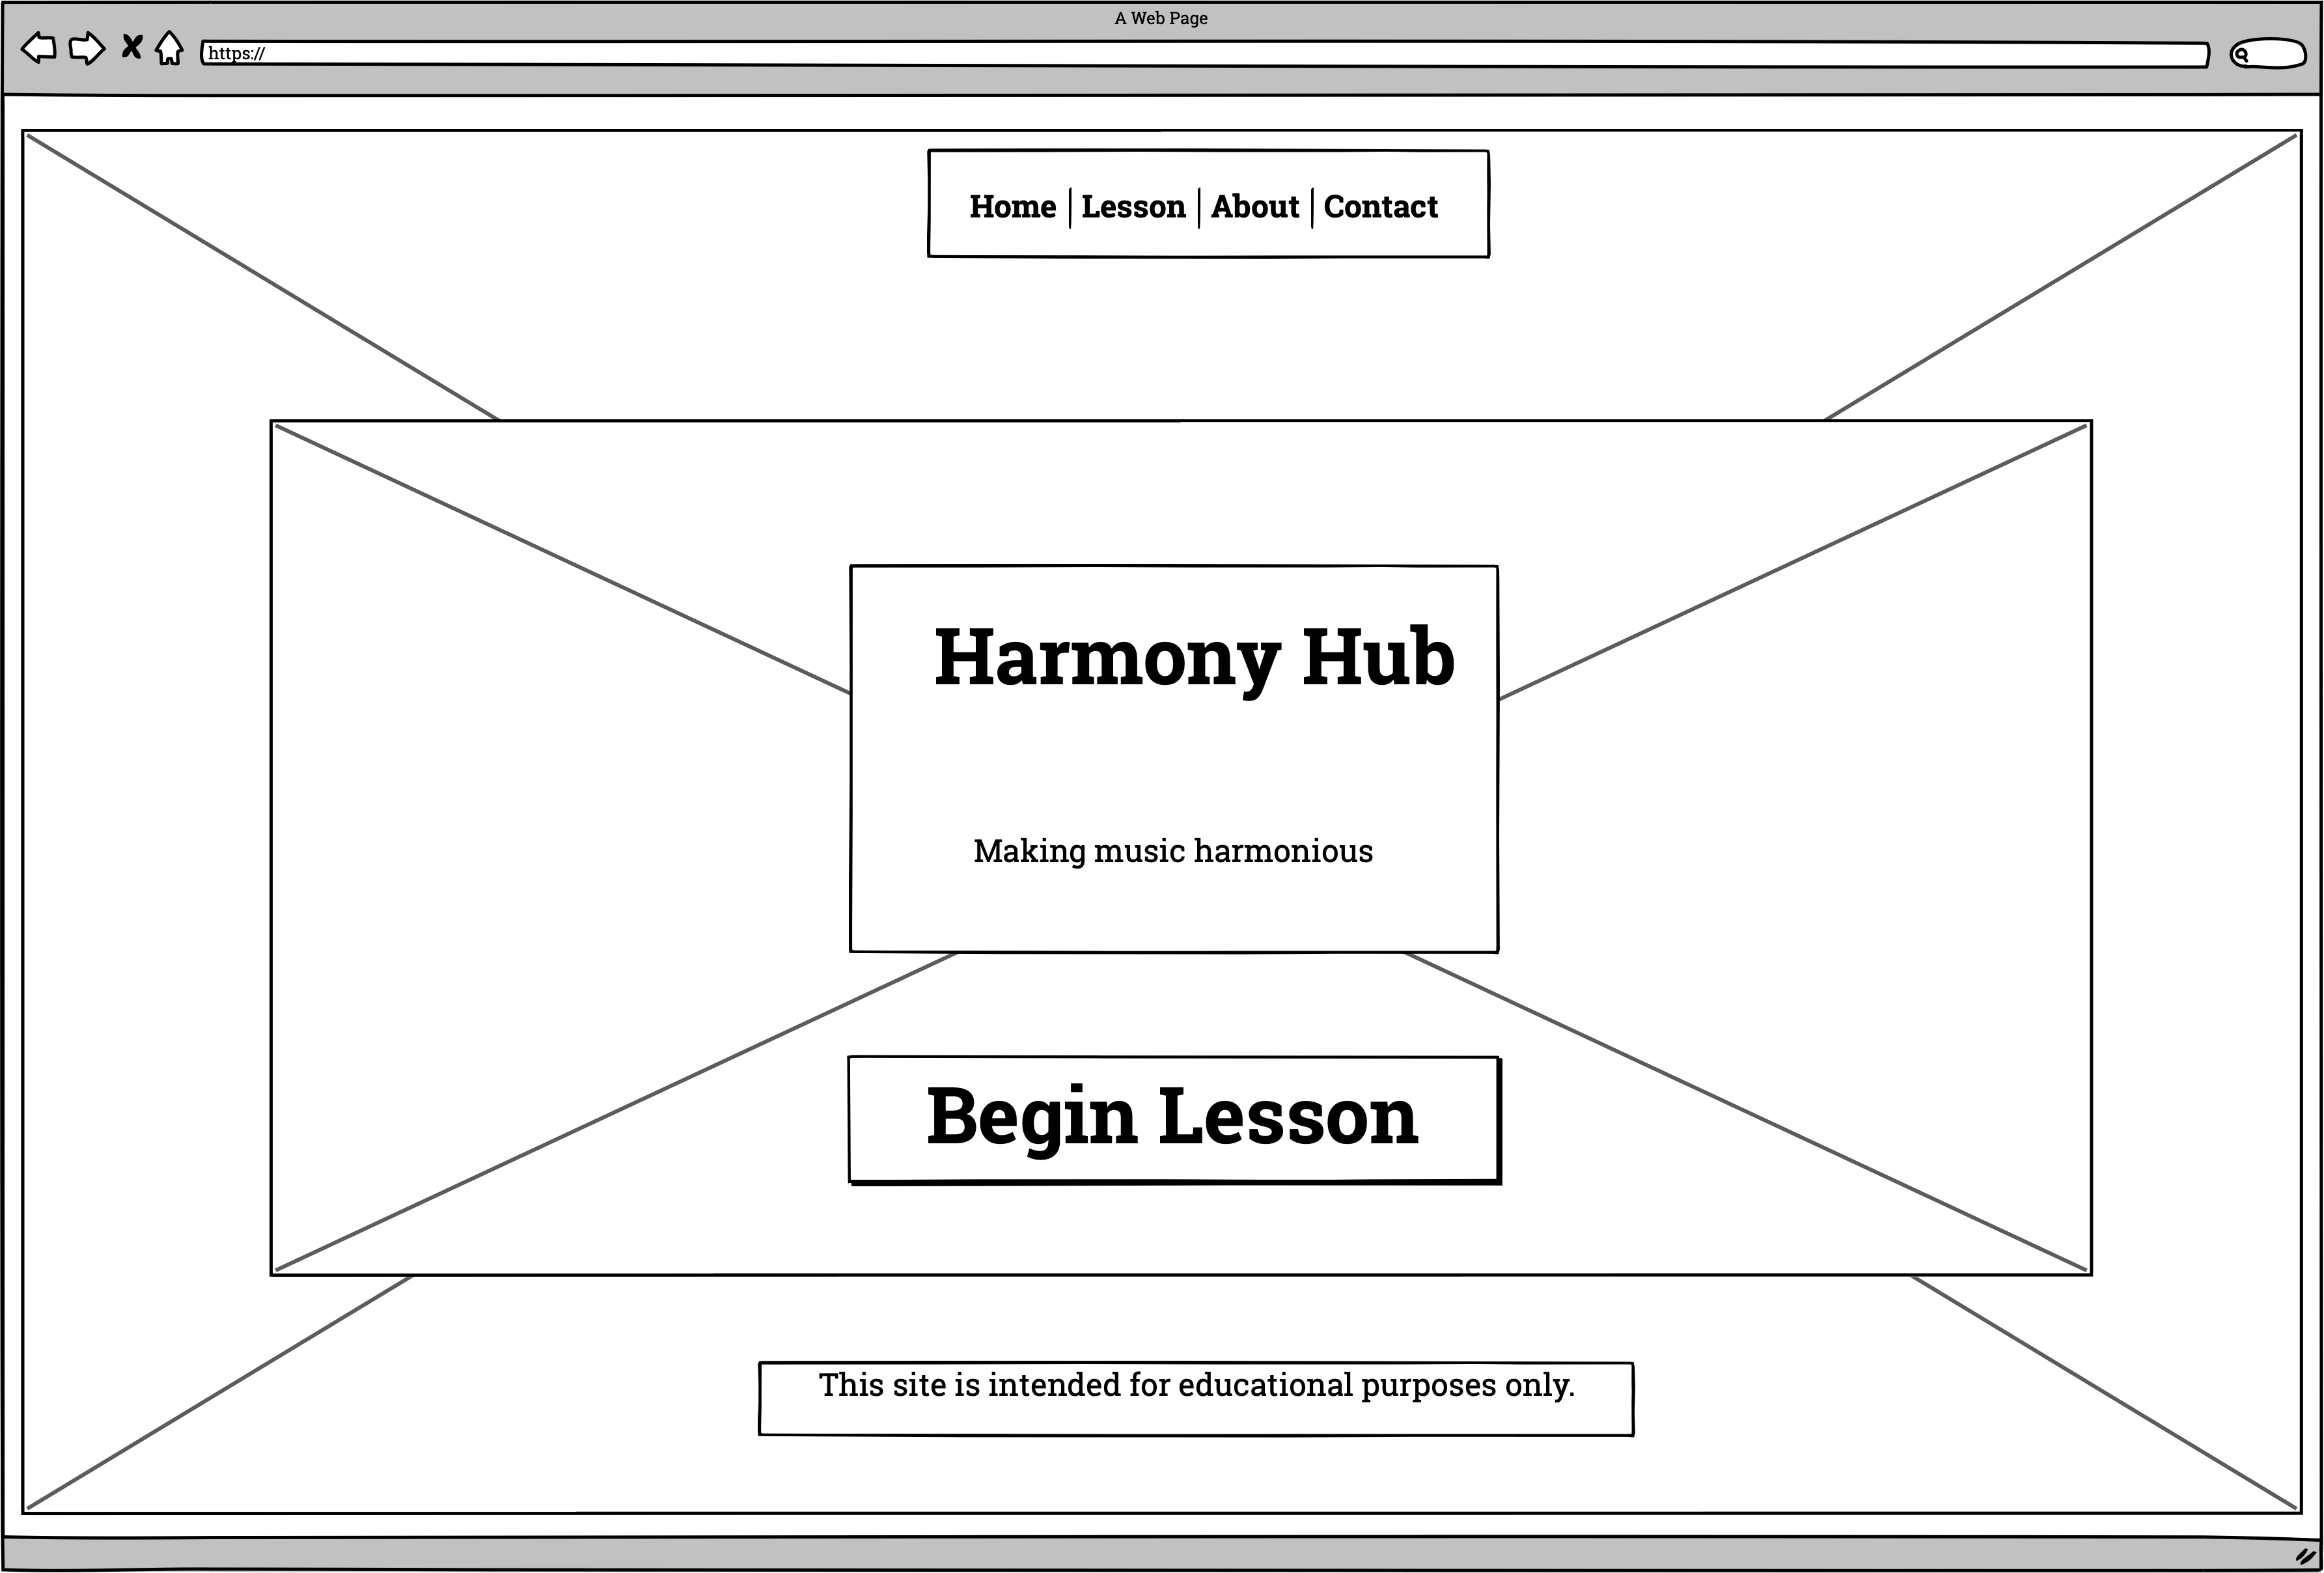 A Web Page
https://
Home | Lesson | About | Contact
Harmony Hub
Making music harmonious
Begin Lesson
This site is intended for educational purposes only.